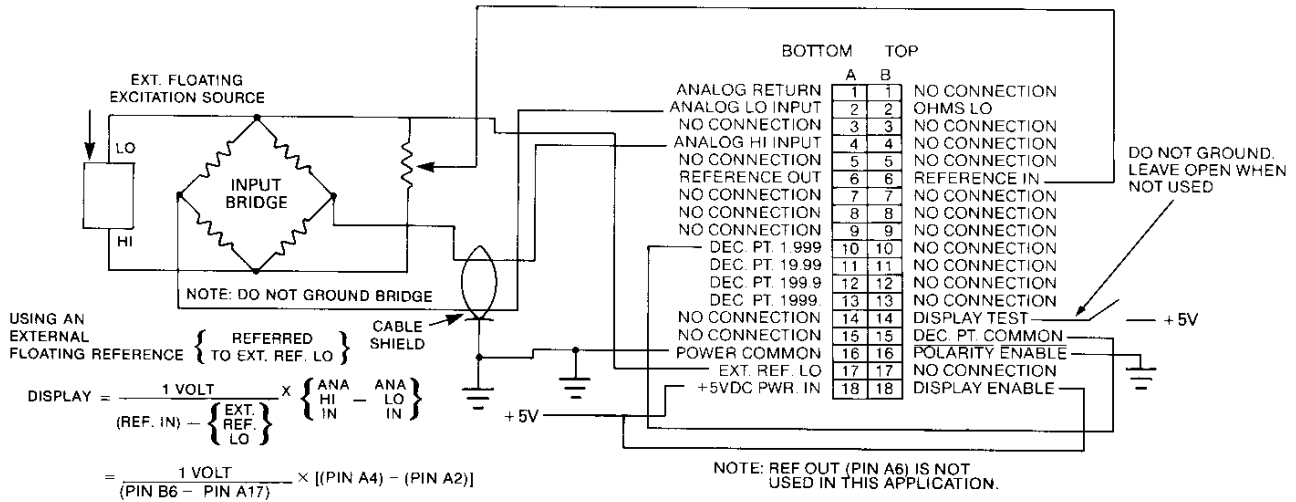 BOTTOM TOP
A B
ANALOG RETURN 1 1 NO CONNECTION
ANALOG LO INPUT 2 2 OHMS LO
NO CONNECTION 3 3 NO CONNECTION
ANALOG HI INPUT 4 4 NO CONNECTION
NO CONNECTION 5 5 NO CONNECTION
REFERENCE OUT 6 6 REFERENCE IN
NO CONNECTION 7 7 NO CONNECTION
NO CONNECTION 8 8 NO CONNECTION
NO CONNECTION 9 9 NO CONNECTION
DEC. PT. 1.999 10 10 NO CONNECTION
DEC. PT. 19.99 11 11 NO CONNECTION
DEC. PT. 199.9 12 12 NO CONNECTION
DEC. PT. 1999. 13 13 NO CONNECTION
NO CONNECTION 14 14 DISPLAY TEST
NO CONNECTION 15 15 DEC. PT. COMMON
POWER COMMON 16 16 POLARITY ENABLE
EXT. REF. LO 17 17 NO CONNECTION
+5VDC PWR. IN 18 18 DISPLAY ENABLE
EXT. FLOATING
EXCITATION SOURCE
LO
INPUT
BRIDGE
HI
DO NOT GROUND.
LEAVE OPEN WHEN
NOT USED
+5V
NOTE: DO NOT GROUND BRIDGE
CABLE
SHIELD
+5V
USING AN
EXTERNAL
FLOATING REFERENCE { REFERRED
TO EXT. REF. LO }
DISPLAY = 1 VOLT
(REF. IN) – { EXT.
REF.
LO }
× { ANA
HI
IN – ANA
LO
IN }
= 1 VOLT
(PIN B6 – PIN A17) × [(PIN A4) – (PIN A2)]
NOTE: REF OUT (PIN A6) IS NOT
USED IN THIS APPLICATION.